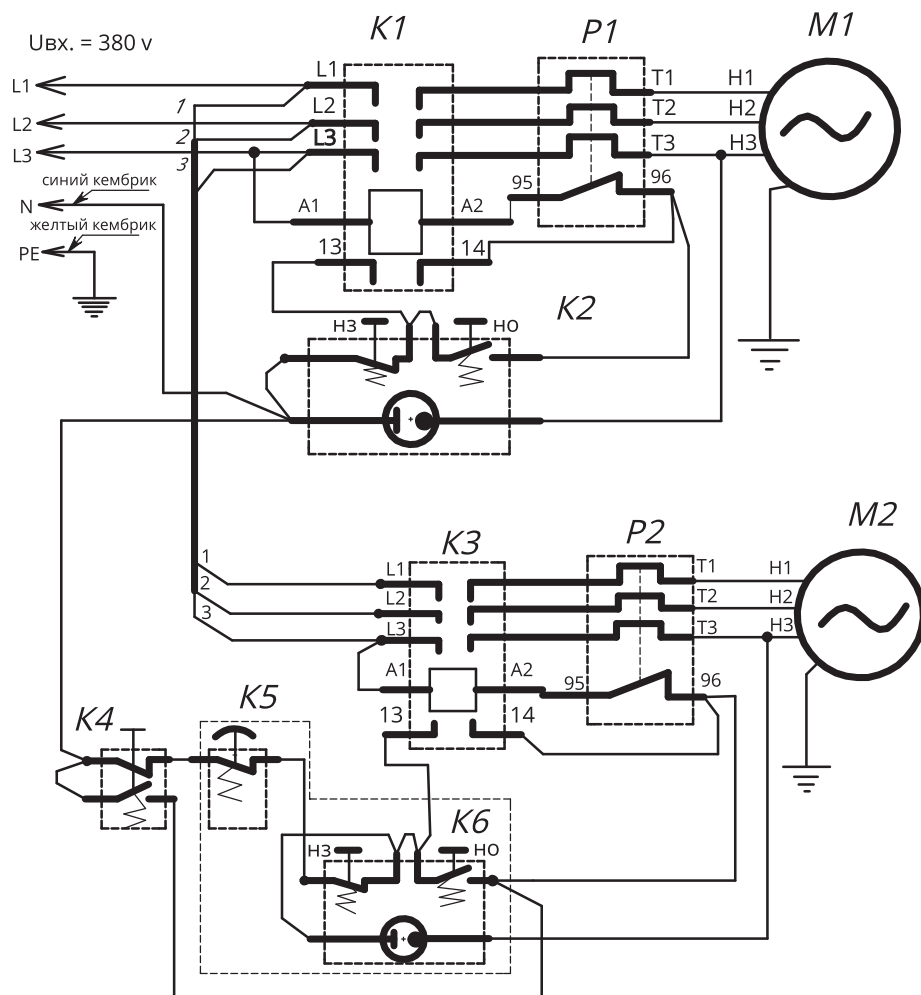 K1
P1
M1
Uвх. = 380 v
L1
L1
T1
H1
1
L2
L2
T2
H2
2
L3
L3
T3
H3
3
синий кембрик
95
96
N
A1
A2
желтый кембрик
13
14
PE
K2
НЗ
НО
M2
P2
K3
1
L1
T1
H1
2
L2
T2
H2
3
L3
T3
H3
A1
A2
95
96
K5
K4
13
14
K6
НЗ
НО